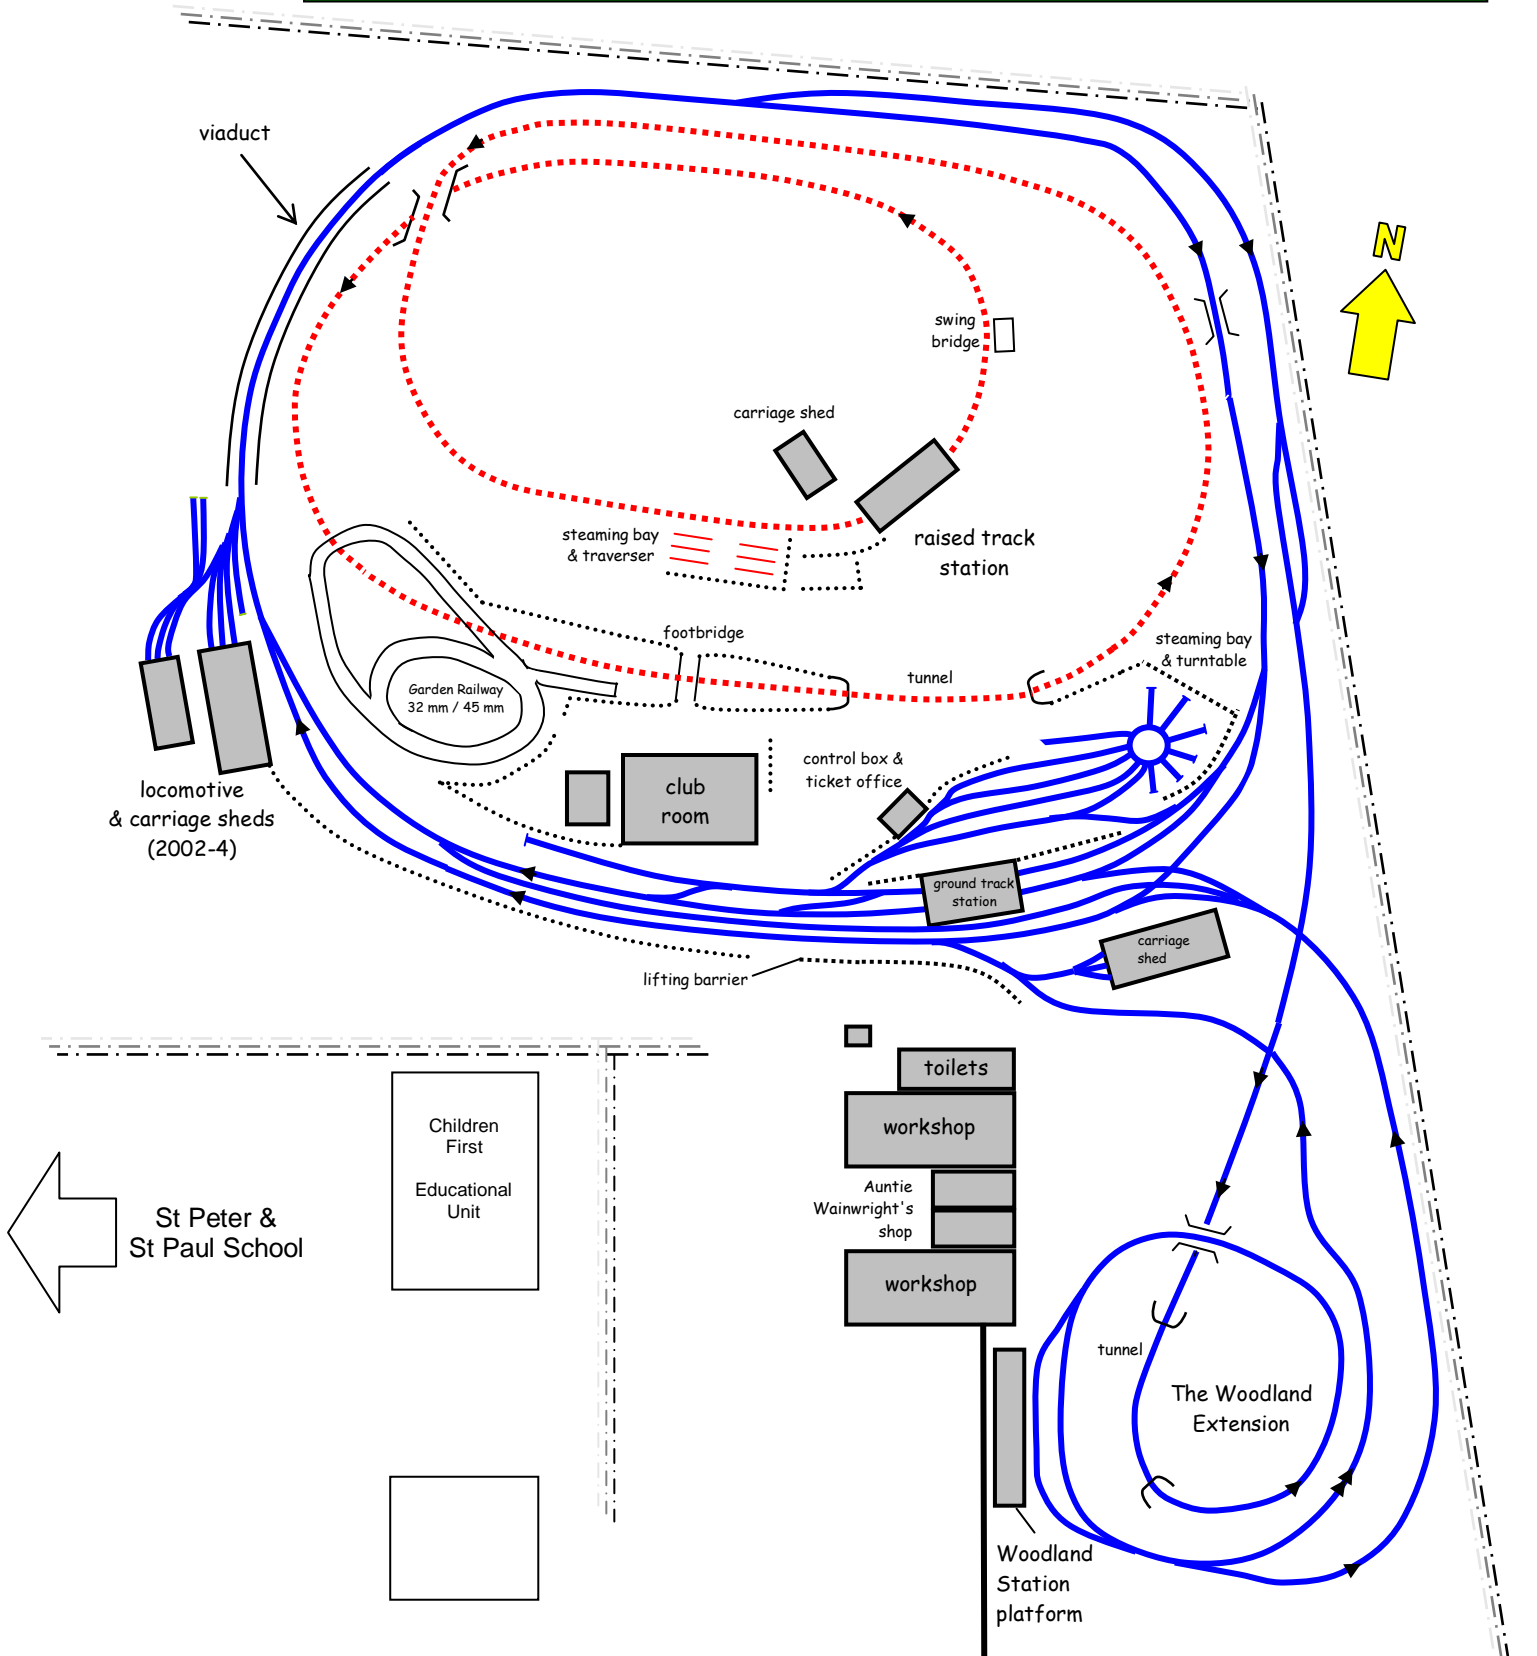 viaduct
N
swing
bridge
carriage shed
steaming bay
& traverser
raised track
station
footbridge
steaming bay
& turntable
tunnel
Garden Railway
32 mm / 45 mm
control box &
ticket office
club
room
locomotive
& carriage sheds
(2002-4)
ground track
station
carriage
shed
lifting barrier
toilets
workshop
Children
First
Educational
Unit
Auntie
Wainwright's
shop
St Peter &
St Paul School
workshop
tunnel
The Woodland
Extension
Woodland
Station
platform